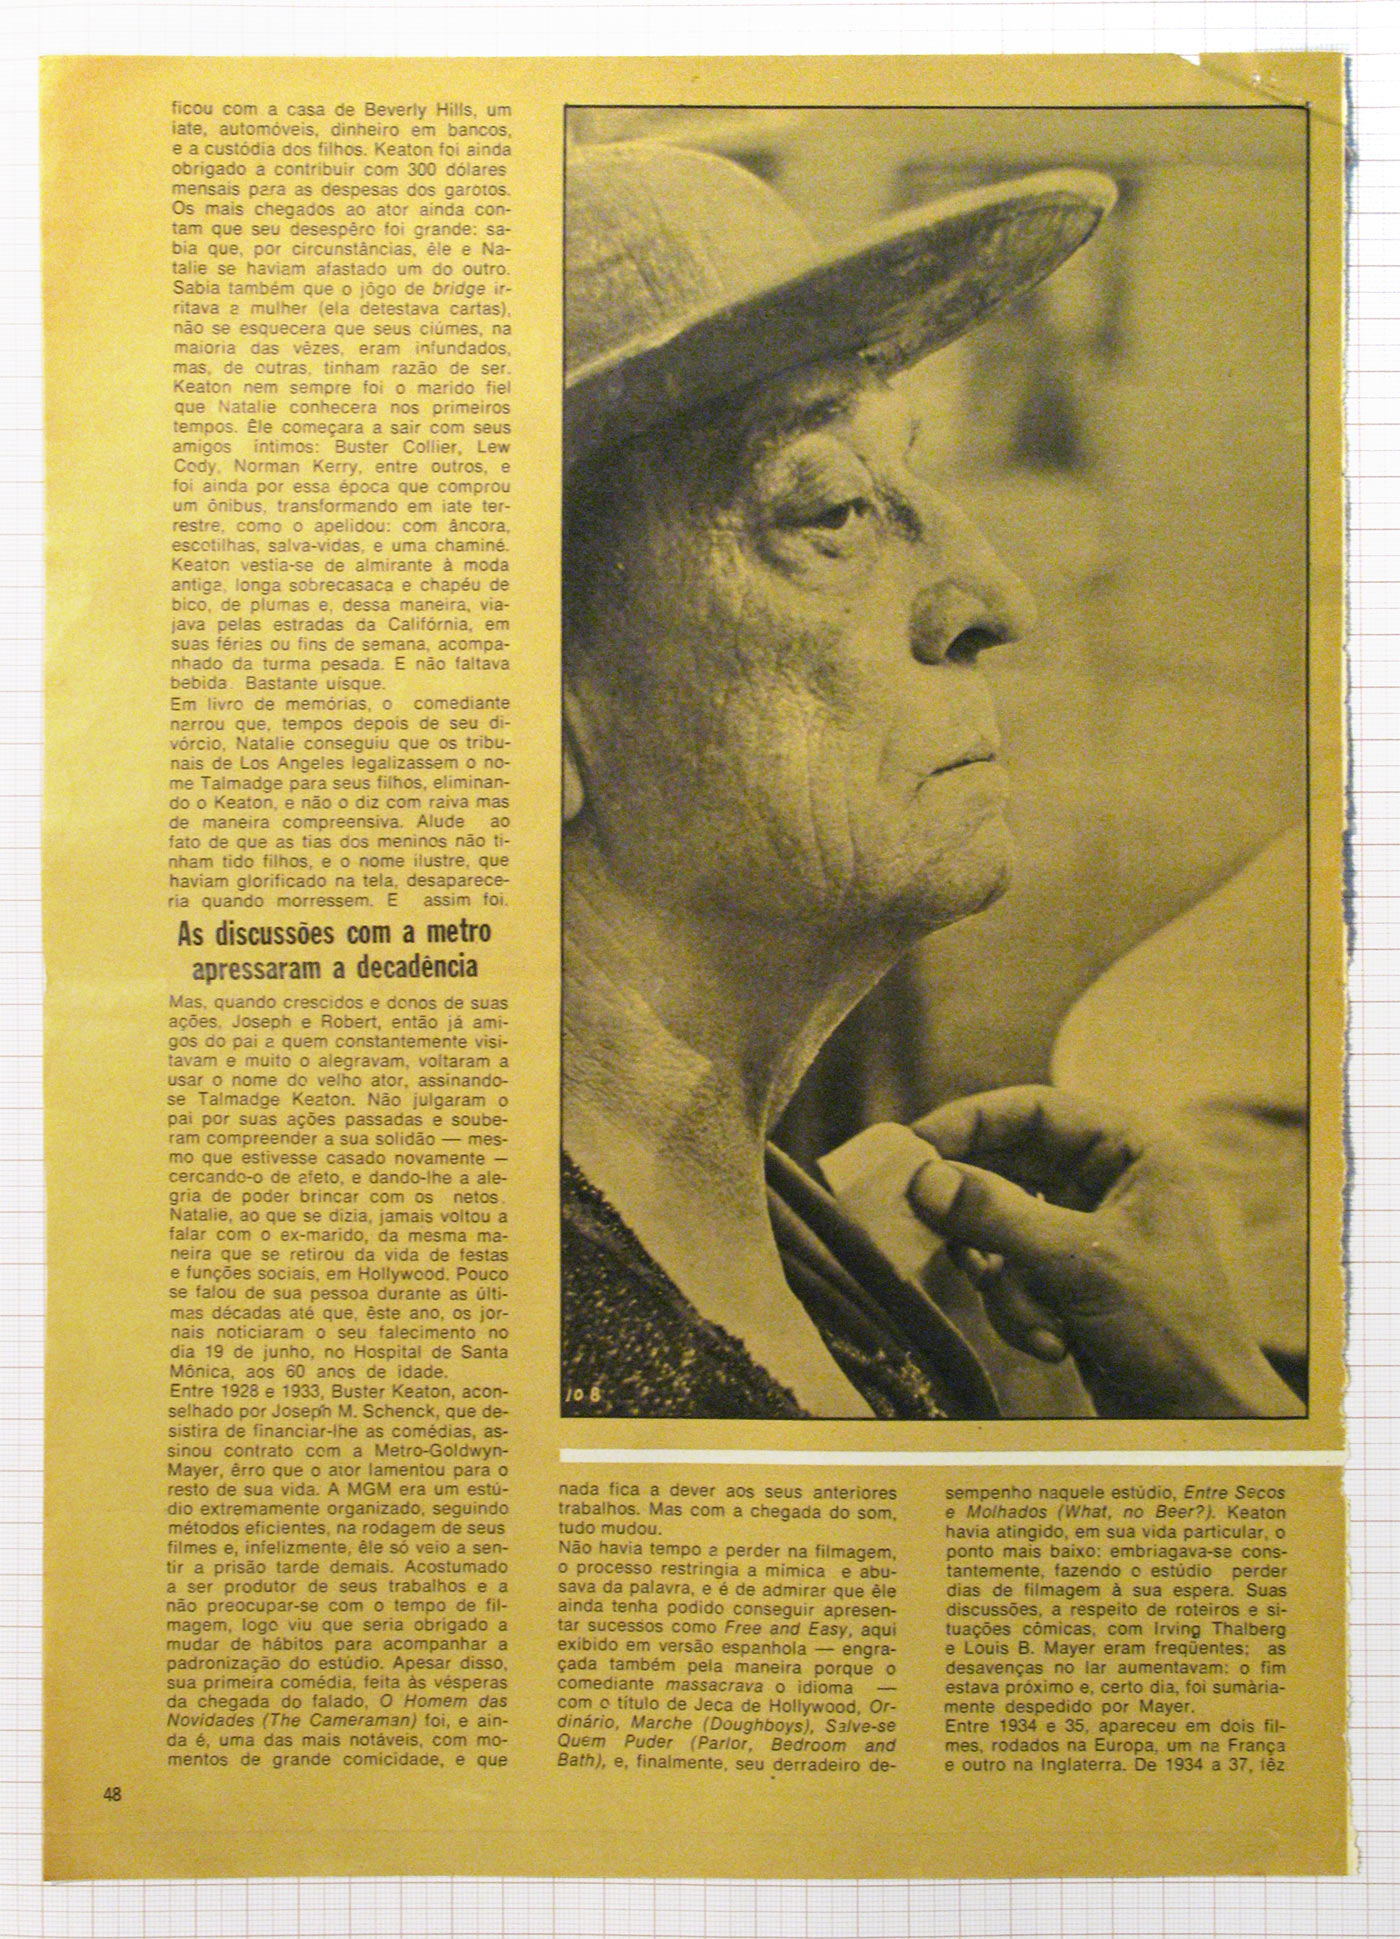 ficou com a casa de Beverly Hills, um
iate, automóveis, dinheiro em bancos,
e a custódia dos filhos. Keaton foi ainda
obrigado a contribuir com 300 dólares
mensais para as despesas dos garotos.
Os mais chegados ao ator ainda con-
tam que seu desespêro foi grande: sa-
bia que, por circunstâncias, êle e Na-
talie se haviam afastado um do outro.
Sabia também que o jôgo de bridge ir-
ritava a mulher (ela detestava cartas),
não se esquecera que seus ciúmes, na
maioria das vêzes, eram infundados,
mas, de outras, tinham razão de ser.
Keaton nem sempre foi o marido fiel
que Natalie conhecera nos primeiros
tempos. Êle começara a sair com seus
amigos íntimos: Buster Collier, Lew
Cody, Norman Kerry, entre outros, e
foi ainda por essa época que comprou
um ônibus, transformando em iate ter-
restre, como o apelidou: com âncora,
escotilhas, salva-vidas, e uma chaminé.
Keaton vestia-se de almirante à moda
antiga, longa sobrecasaca e chapéu de
bico, de plumas e, dessa maneira, via-
java pelas estradas da Califórnia, em
suas férias ou fins de semana, acompa-
nhado da turma pesada. E não faltava
bebida. Bastante uisque.
Em livro de memórias, o comediante
narrou que, tempos depois de seu di-
vórcio, Natalie conseguiu que os tribu-
nais de Los Angeles legalizassem o no-
me Talmadge para seus filhos, eliminan-
do o Keaton, e não o diz com raiva mas
de maneira compreensiva. Alude ao
fato de que as tias dos meninos não ti-
nham tido filhos, e o nome ilustre, que
haviam glorificado na tela, desaparece-
ria quando morressem. E assim foi.
As discussões com a metro
apressaram a decadência
Mas, quando crescidos e donos de suas
ações, Joseph e Robert, então já ami-
gos do pai a quem constantemente visi-
tavam e muito o alegravam, voltaram a
usar o nome do velho ator, assinando-
se Talmadge Keaton. Não julgaram o
pai por suas ações passadas e soube-
ram compreender a sua solidão — mes-
mo que estivesse casado novamente —
cercando-o de afeto, e dando-lhe a ale-
gria de poder brincar com os netos.
Natalie, ao que se dizia, jamais voltou a
falar com o ex-marido, da mesma ma-
neira que se retirou da vida de festas
e funções sociais, em Hollywood. Pouco
se falou de sua pessoa durante as últi-
mas décadas até que, êste ano, os jor-
nais noticiaram o seu falecimento no
dia 19 de junho, no Hospital de Santa
Mônica, aos 60 anos de idade.
Entre 1928 e 1933, Buster Keaton, acon-
selhado por Joseph M. Schenck, que de-
sistira de financiar-lhe as comédias, as-
sinou contrato com a Metro-Goldwyn-
Mayer, êrro que o ator lamentou para o
resto de sua vida. A MGM era um estú-
dio extremamente organizado, seguindo
métodos eficientes, na rodagem de seus
filmes e, infelizmente, êle só veio a sen-
tir a prisão tarde demais. Acostumado
a ser produtor de seus trabalhos e a
não preocupar-se com o tempo de fil-
magem, logo viu que seria obrigado a
mudar de hábitos para acompanhar a
padronização do estúdio. Apesar disso,
sua primeira comédia, feita às vésperas
da chegada do falado, O Homem das
Novidades (The Cameraman) foi, e ain-
da é, uma das mais notáveis, com mo-
mentos de grande comicidade, e que
108
nada fica a dever aos seus anteriores
trabalhos. Mas com a chegada do som,
tudo mudou.
Não havia tempo a perder na filmagem,
o processo restringia a mímica e abu-
sava da palavra, e é de admirar que êle
ainda tenha podido conseguir apresen-
tar sucessos como Free and Easy, aqui
exibido em versão espanhola — engra-
çada também pela maneira porque o
comediante massacrava o idioma —
com o título de Jeca de Hollywood, Or-
dinário, Marche (Doughboys), Salve-se
Quem Puder (Parlor, Bedroom and
Bath), e, finalmente, seu derradeiro de-
sempenho naquele estúdio, Entre Secos
e Molhados (What, no Beer?). Keaton
havia atingido, em sua vida particular, o
ponto mais baixo: embriagava-se cons-
tantemente, fazendo o estúdio perder
dias de filmagem à sua espera. Suas
discussões, a respeito de roteiros e si-
tuações cômicas, com Irving Thalberg
e Louis B. Mayer eram freqüentes; as
desavenças no lar aumentavam: o fim
estava próximo e, certo dia, foi sumària-
mente despedido por Mayer.
Entre 1934 e 35, apareceu em dois fil-
mes, rodados na Europa, um na França
e outro na Inglaterra. De 1934 a 37, fêz
48